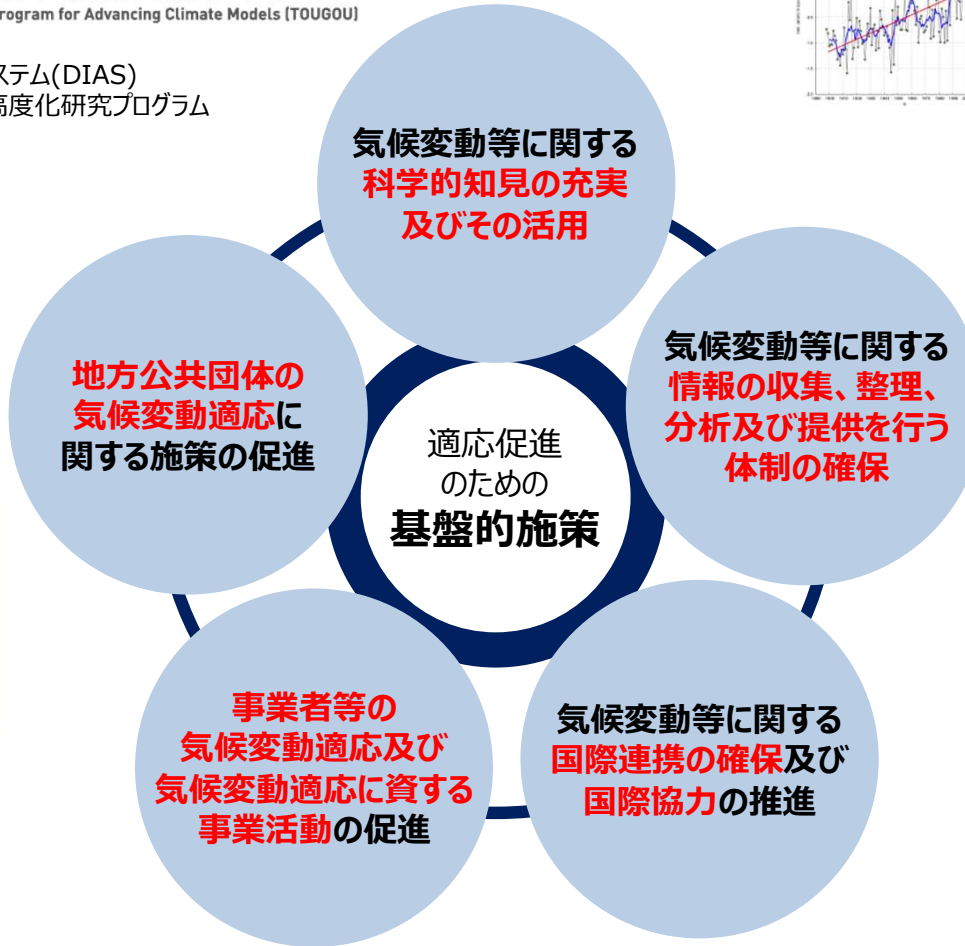 rogram for Advancing Climate Models (TOUGOU)
ステム(DIAS)
高度化研究プログラム
気候変動等に関する
科学的知見の充実
及びその活用
気候変動等に関する
情報の収集、整理、
分析及び提供を行う
体制の確保
地方公共団体の
気候変動適応に
関する施策の促進
適応促進
のための
基盤的施策
事業者等の
気候変動適応及び
気候変動適応に資する
事業活動の促進
気候変動等に関する
国際連携の確保及び
国際協力の推進